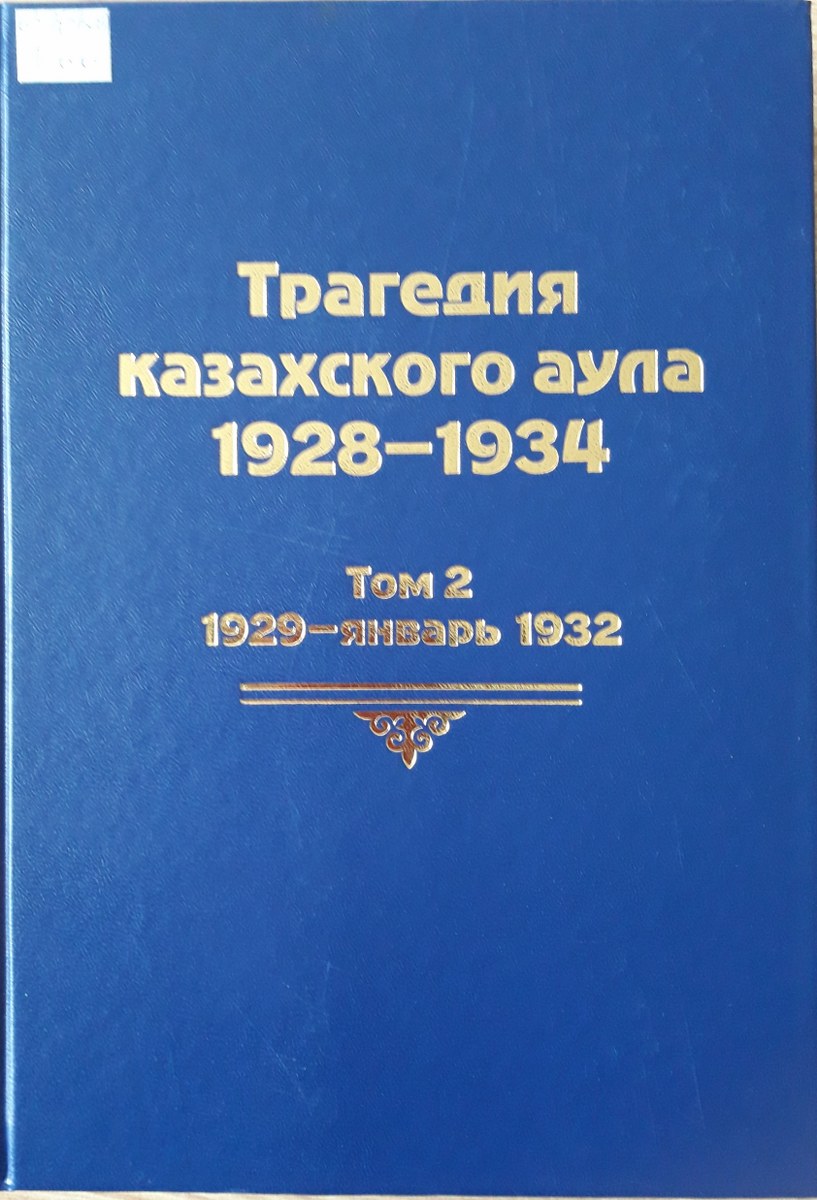 Трагедия
казахского аула
1928–1934
Том 2
1929–январь 1932